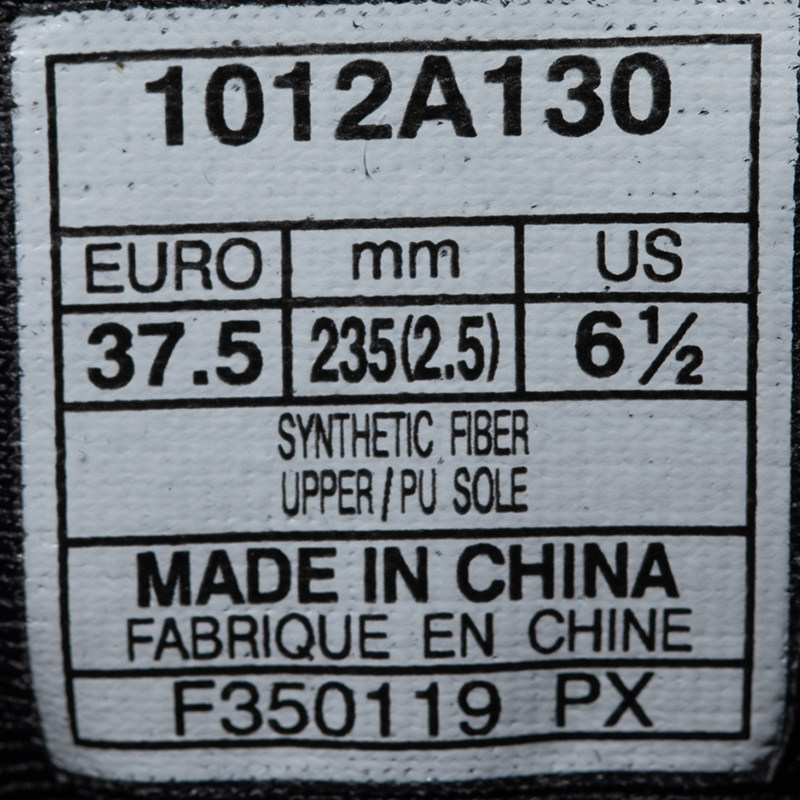 1012A130
EURO mm US
37.5 235(2.5) 6½
SYNTHETIC FIBER
UPPER/PU SOLE
MADE IN CHINA
FABRIQUE EN CHINE
F350119 PX